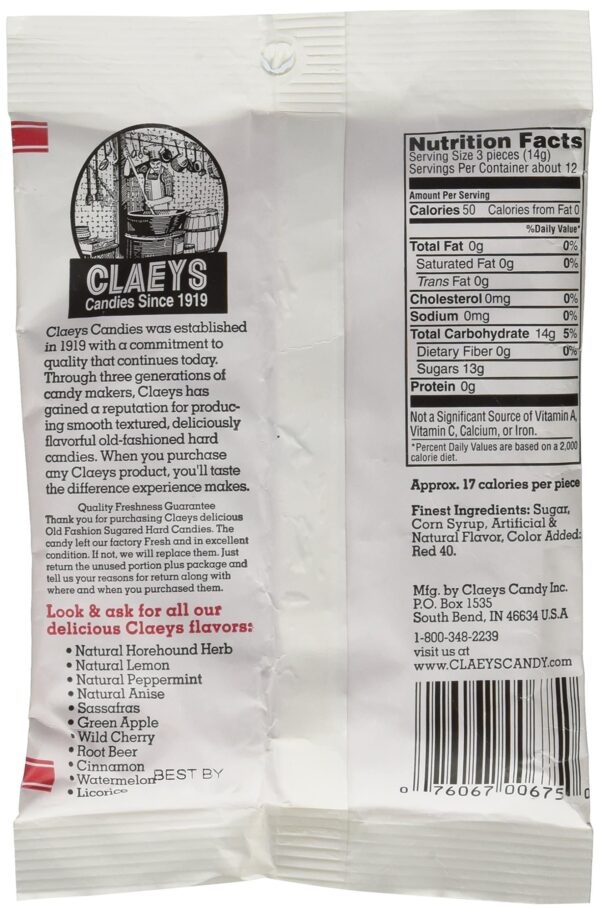 CLAEYS
Candies Since 1919
Claeys Candies was established
in 1919 with a commitment to
quality that continues today.
Through three generations of
candy makers, Claeys has
gained a reputation for produc-
ing smooth textured, deliciously
flavorful old-fashioned hard
candies. When you purchase
any Claeys product, you'll taste
the difference experience makes.
Quality Freshness Guarantee
Thank you for purchasing Claeys delicious
Old Fashion Sugared Hard Candies. The
candy left our factory Fresh and in excellent
condition. If not, we will replace them. Just
return the unused portion plus package and
tell us your reasons for return along with
where and when you purchased them.
Look & ask for all our
delicious Claeys flavors:
• Natural Horehound Herb
• Natural Lemon
• Natural Peppermint
• Natural Anise
• Sassafras
• Green Apple
• Wild Cherry
• Root Beer
• Cinnamon
• Watermelon
• Licorice
BEST BY
Nutrition Facts
Serving Size 3 pieces (14g)
Servings Per Container about 12
Amount Per Serving
Calories 50 Calories from Fat 0
%Daily Value*
Total Fat 0g 0%
Saturated Fat 0g 0%
Trans Fat 0g
Cholesterol 0mg 0%
Sodium 0mg 0%
Total Carbohydrate 14g 5%
Dietary Fiber 0g 0%
Sugars 13g
Protein 0g
Not a Significant Source of Vitamin A,
Vitamin C, Calcium, or Iron.
*Percent Daily Values are based on a 2,000
calorie diet.
Approx. 17 calories per piece
Finest Ingredients: Sugar,
Corn Syrup, Artificial &
Natural Flavor, Color Added:
Red 40.
Mfg. by Claeys Candy Inc.
P.O. Box 1535
South Bend, IN 46634 U.S.A
1-800-348-2239
visit us at
www.CLAEYSCANDY.com
0 76067 00675 0